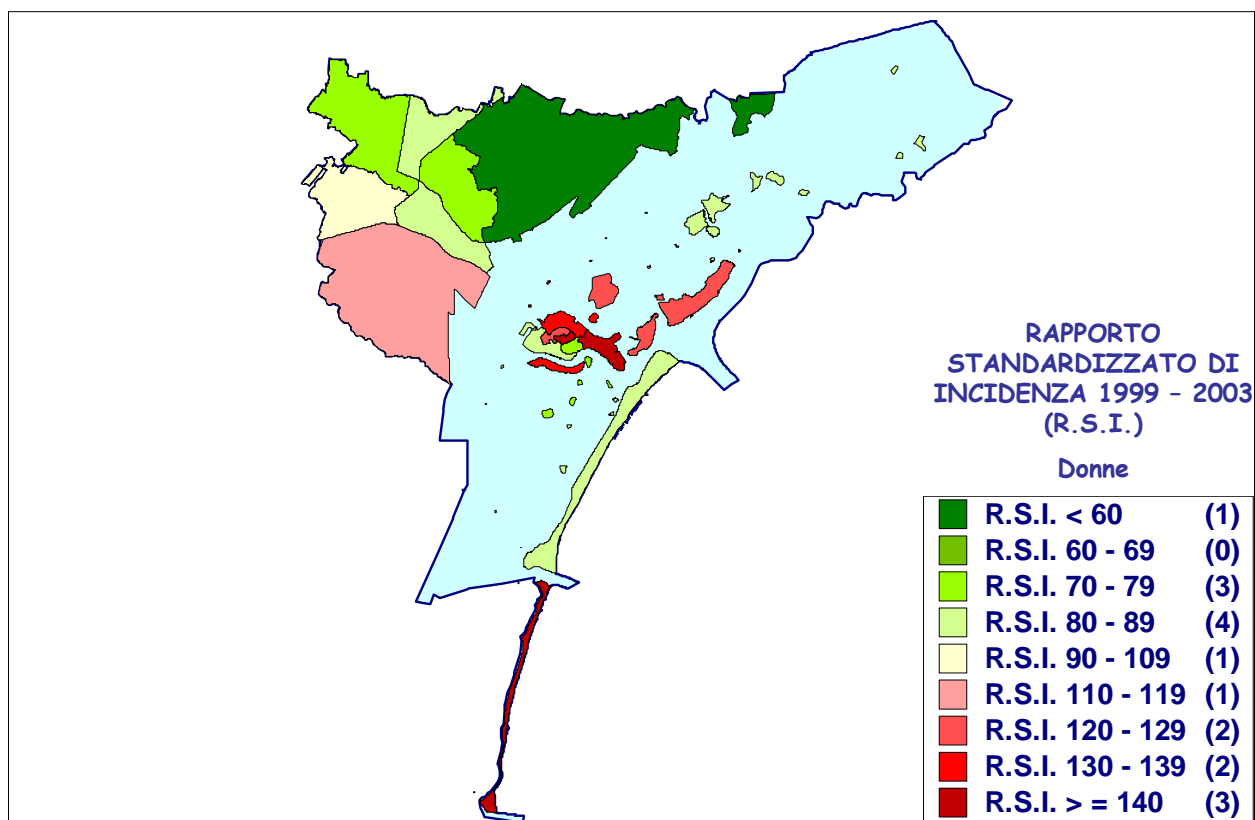 RAPPORTO
STANDARDIZZATO DI
INCIDENZA 1999 - 2003
(R.S.I.)
Donne
R.S.I. < 60 (1)
R.S.I. 60 - 69 (0)
R.S.I. 70 - 79 (3)
R.S.I. 80 - 89 (4)
R.S.I. 90 - 109 (1)
R.S.I. 110 - 119 (1)
R.S.I. 120 - 129 (2)
R.S.I. 130 - 139 (2)
R.S.I. > = 140 (3)